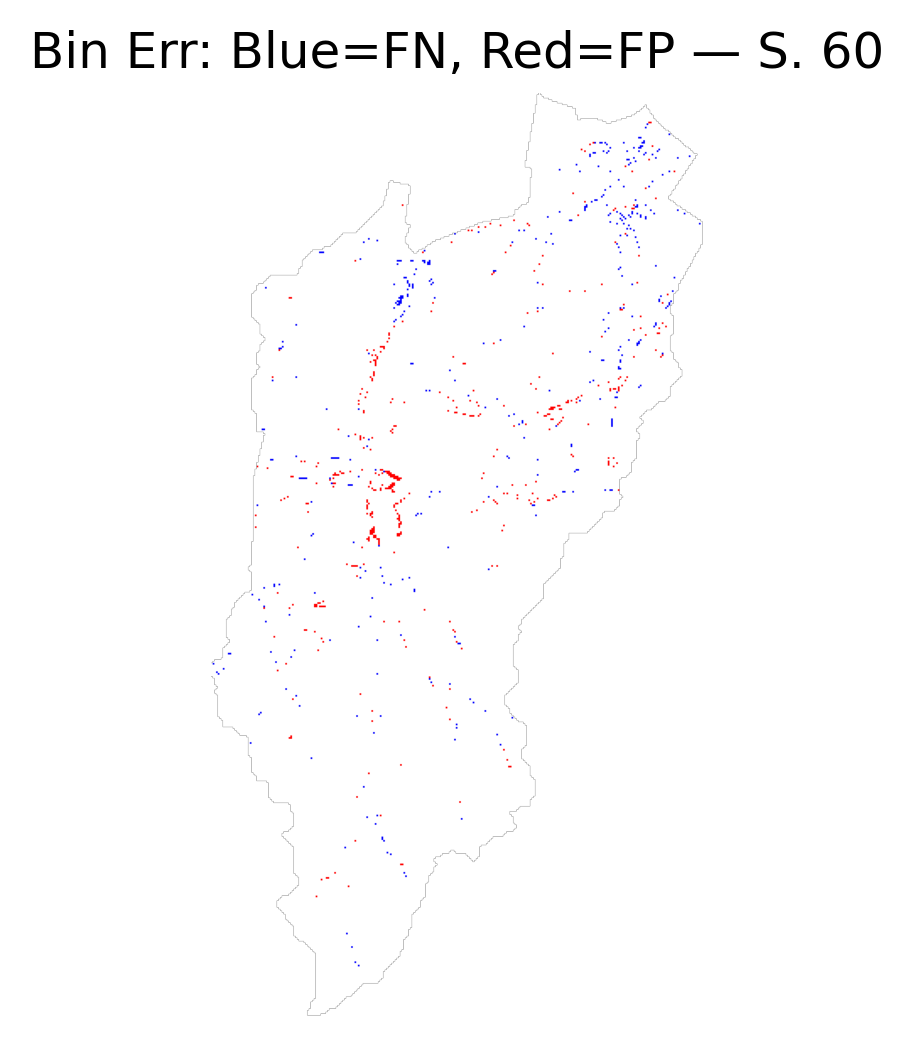 Bin Err: Blue=FN, Red=FP — S. 60